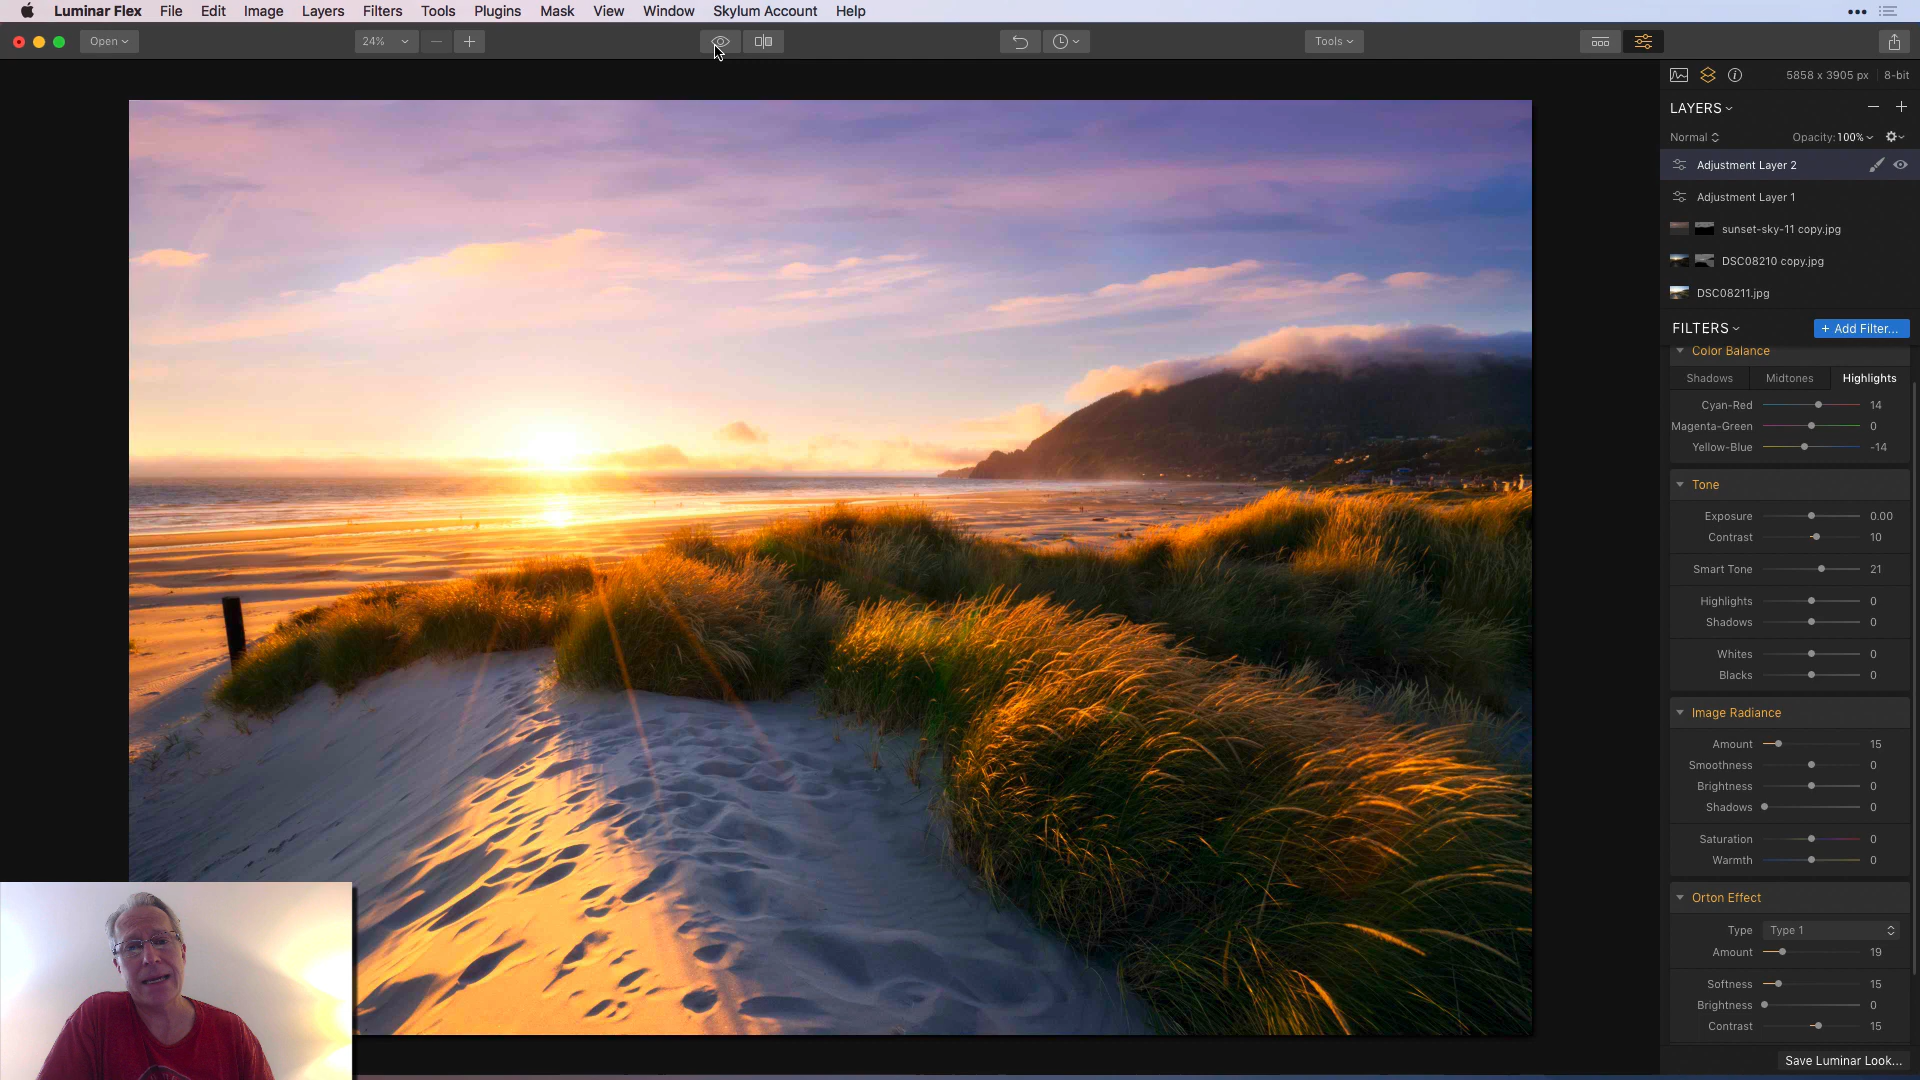 Luminar Flex File Edit Image Layers Filters Tools Plugins Mask View Window Skylum Account Help
Open 24% Tools
5858 x 3905 px 8-bit
LAYERS
Normal Opacity: 100%
Adjustment Layer 2
Adjustment Layer 1
sunset-sky-11 copy.jpg
DSC08210 copy.jpg
DSC08211.jpg
FILTERS + Add Filter...
Color Balance
Shadows Midtones Highlights
Cyan-Red 14
Magenta-Green 0
Yellow-Blue -14
Tone
Exposure 0.00
Contrast 10
Smart Tone 21
Highlights 0
Shadows 0
Whites 0
Blacks 0
Image Radiance
Amount 15
Smoothness 0
Brightness 0
Shadows 0
Saturation 0
Warmth 0
Orton Effect
Type Type 1
Amount 19
Softness 15
Brightness 0
Contrast 15
Save Luminar Look...